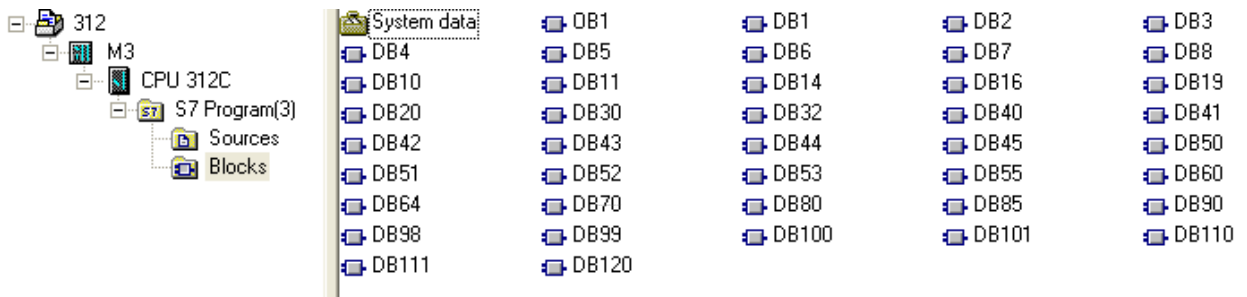 312
M3
CPU 312C
S7 Program(3)
Sources
Blocks
System data OB1 DB1 DB2 DB3
DB4 DB5 DB6 DB7 DB8
DB10 DB11 DB14 DB16 DB19
DB20 DB30 DB32 DB40 DB41
DB42 DB43 DB44 DB45 DB50
DB51 DB52 DB53 DB55 DB60
DB64 DB70 DB80 DB85 DB90
DB98 DB99 DB100 DB101 DB110
DB111 DB120